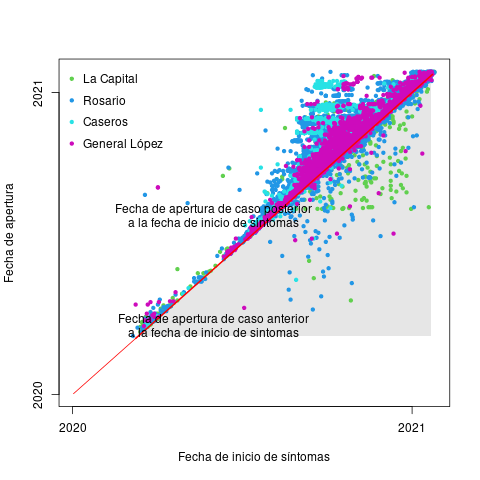 2021
2020
Fecha de apertura
La Capital
Rosario
Caseros
General López
Fecha de apertura de caso posterior
a la fecha de inicio de síntomas
Fecha de apertura de caso anterior
a la fecha de inicio de síntomas
2020
2021
Fecha de inicio de síntomas